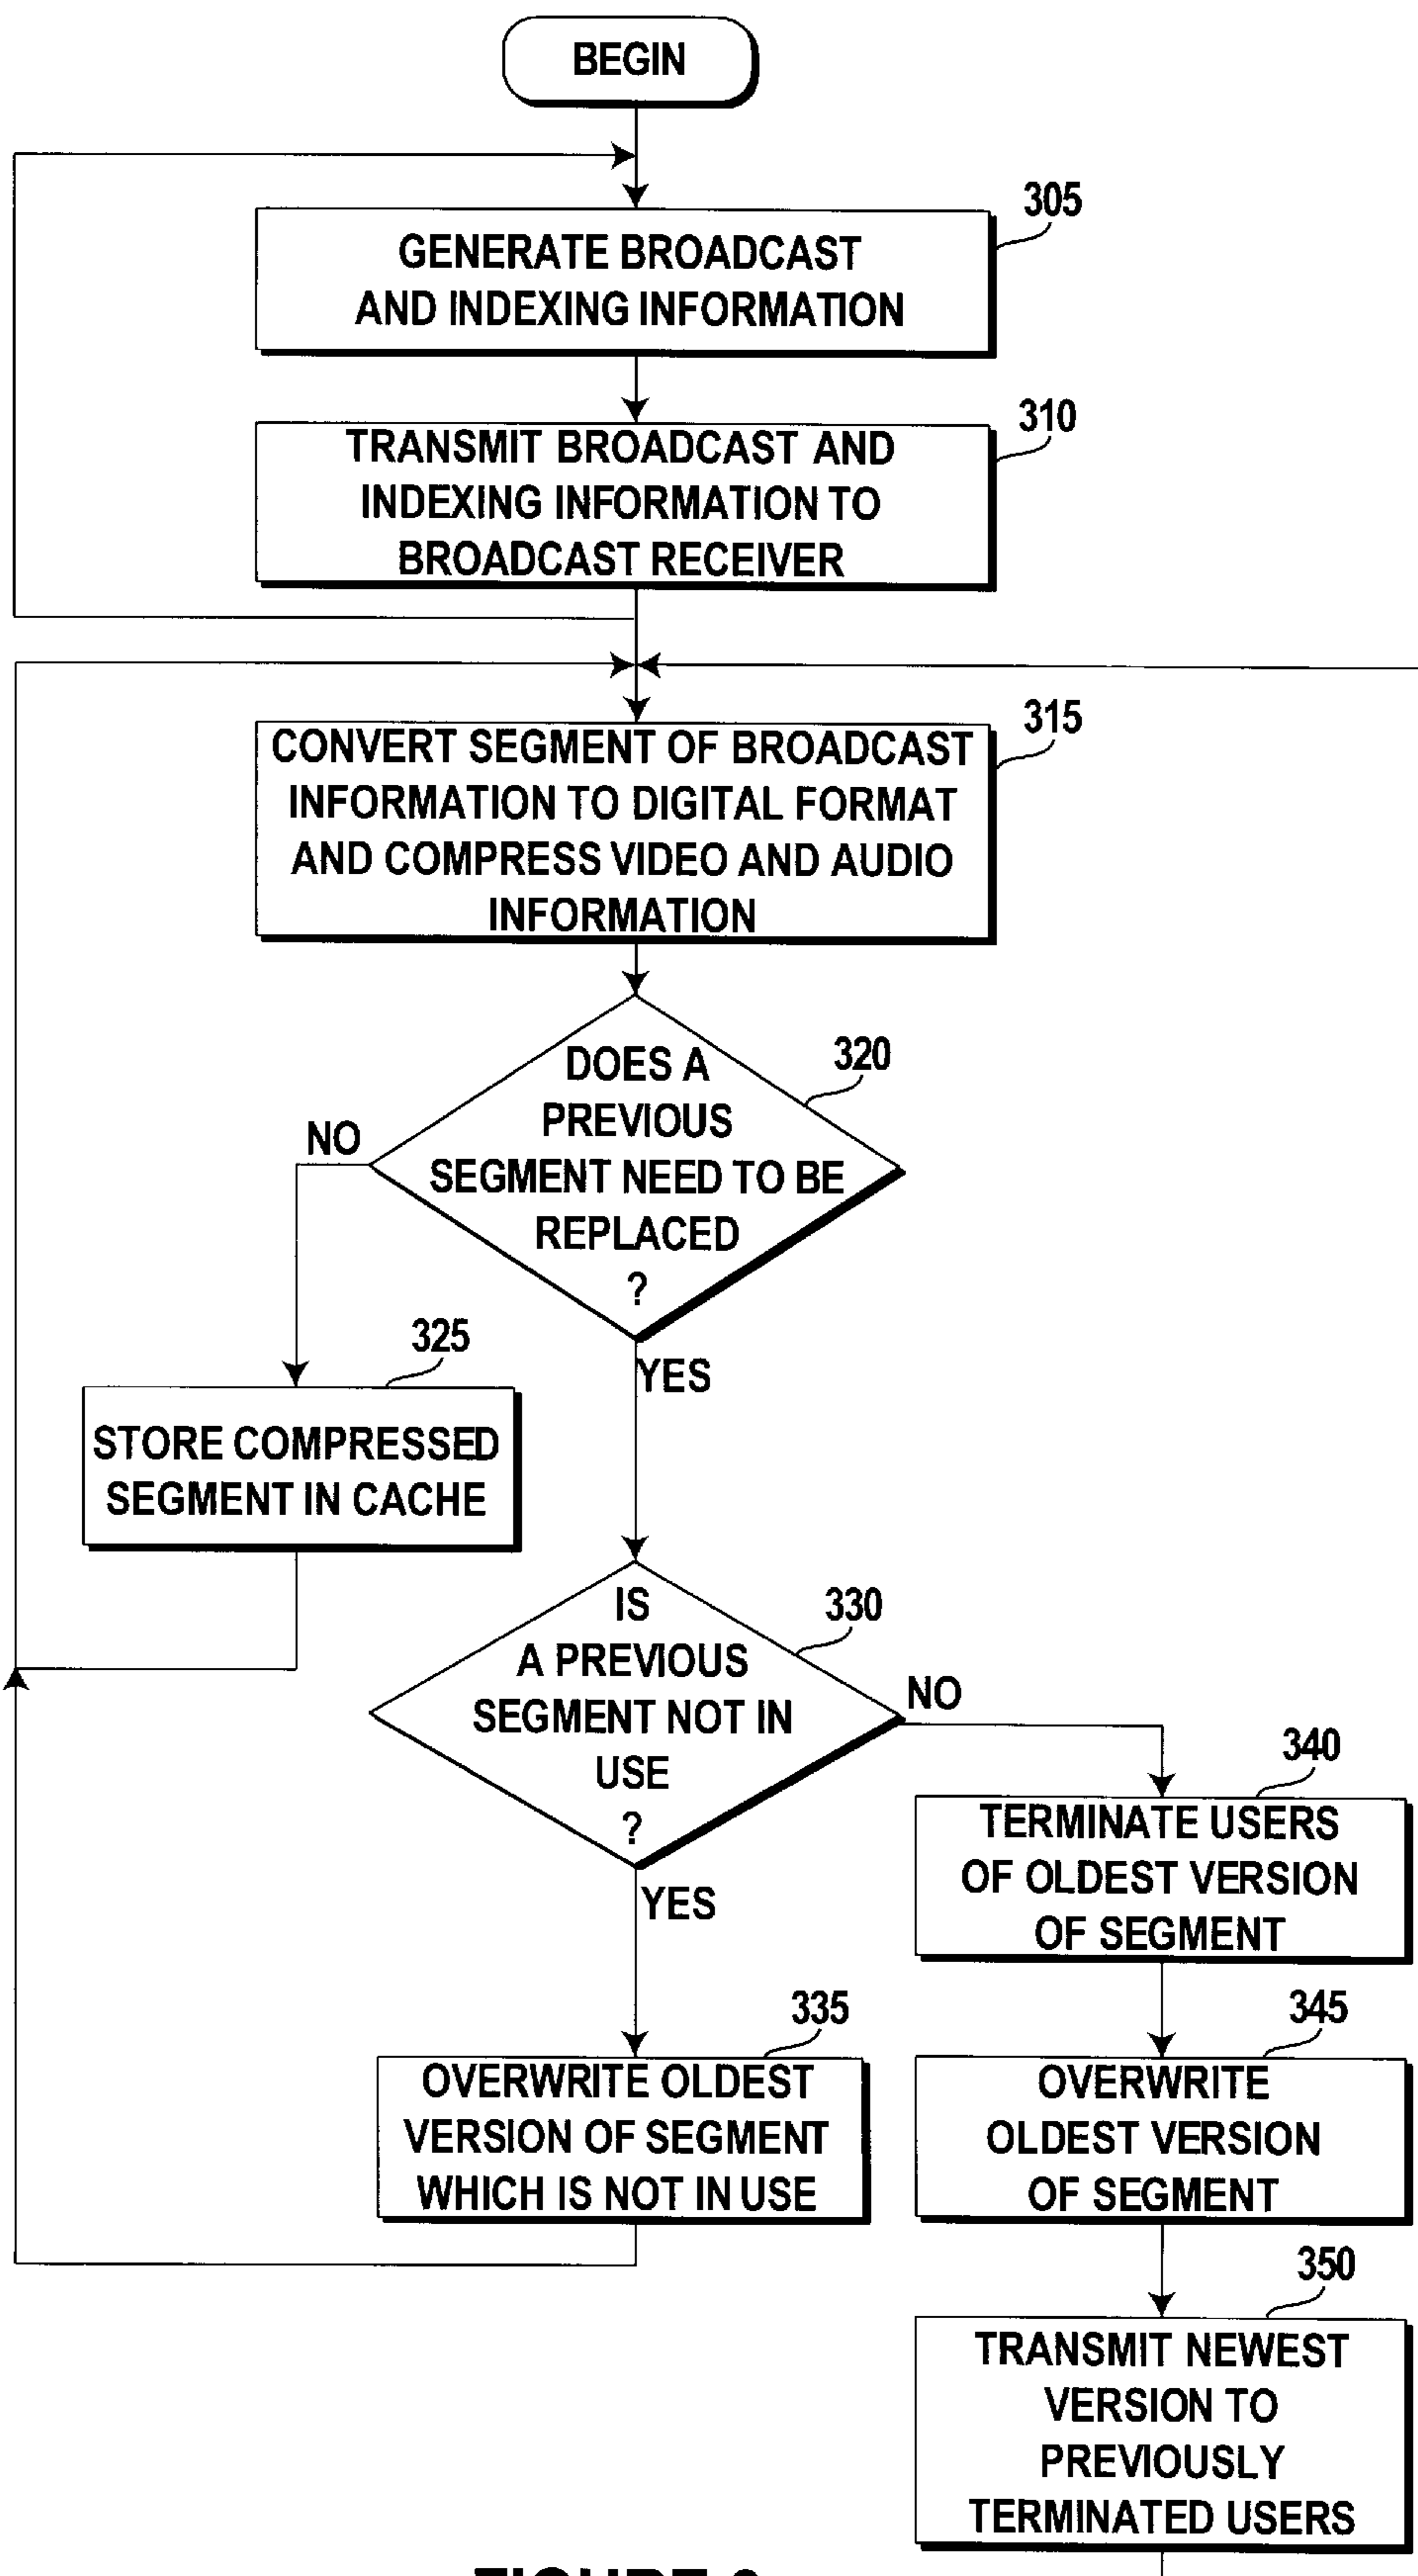 BEGIN
305
GENERATE BROADCAST
AND INDEXING INFORMATION
310
TRANSMIT BROADCAST AND
INDEXING INFORMATION TO
BROADCAST RECEIVER
315
CONVERT SEGMENT OF BROADCAST
INFORMATION TO DIGITAL FORMAT
AND COMPRESS VIDEO AND AUDIO
INFORMATION
320
DOES A
PREVIOUS
SEGMENT NEED TO BE
REPLACED
?
NO
YES
325
STORE COMPRESSED
SEGMENT IN CACHE
330
IS
A PREVIOUS
SEGMENT NOT IN
USE
?
NO
YES
340
TERMINATE USERS
OF OLDEST VERSION
OF SEGMENT
335
OVERWRITE OLDEST
VERSION OF SEGMENT
WHICH IS NOT IN USE
345
OVERWRITE
OLDEST VERSION
OF SEGMENT
350
TRANSMIT NEWEST
VERSION TO
PREVIOUSLY
TERMINATED USERS
FIGURE